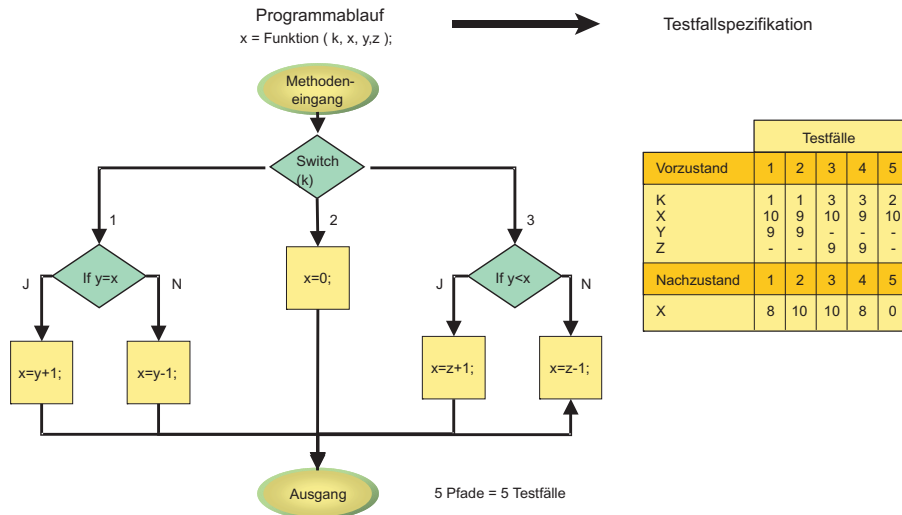 Programmablauf
x = Funktion ( k, x, y,z );
Testfallspezifikation
Methoden-
eingang
Switch
(k)
1
2
3
If y=x
J
N
x=0;
If y<x
J
N
x=y+1;
x=y-1;
x=z+1;
x=z-1;
Ausgang
5 Pfade = 5 Testfälle
Testfälle
Vorzustand 1 2 3 4 5
K 1 1 3 3 2
X 10 9 10 9 10
Y 9 9 - - -
Z - - 9 9 -
Nachzustand 1 2 3 4 5
X 8 10 10 8 0